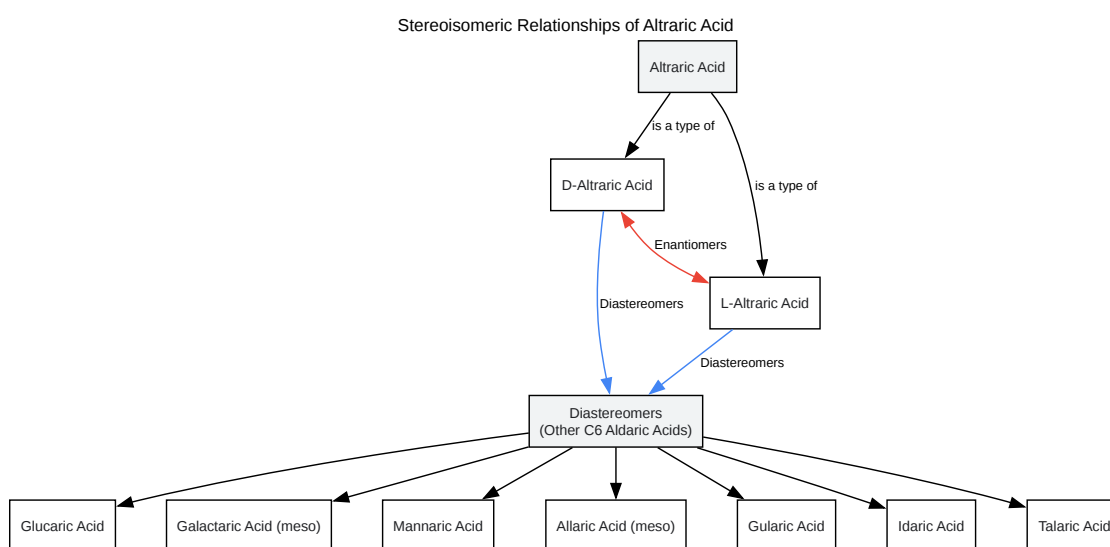 Stereoisomeric Relationships of Altraric Acid
Altraric Acid
is a type of
D-Altraric Acid
is a type of
Enantiomers
Diastereomers
L-Altraric Acid
Diastereomers
Diastereomers
(Other C6 Aldaric Acids)
Glucaric Acid
Galactaric Acid (meso)
Mannaric Acid
Allaric Acid (meso)
Gularic Acid
Idaric Acid
Talaric Acid